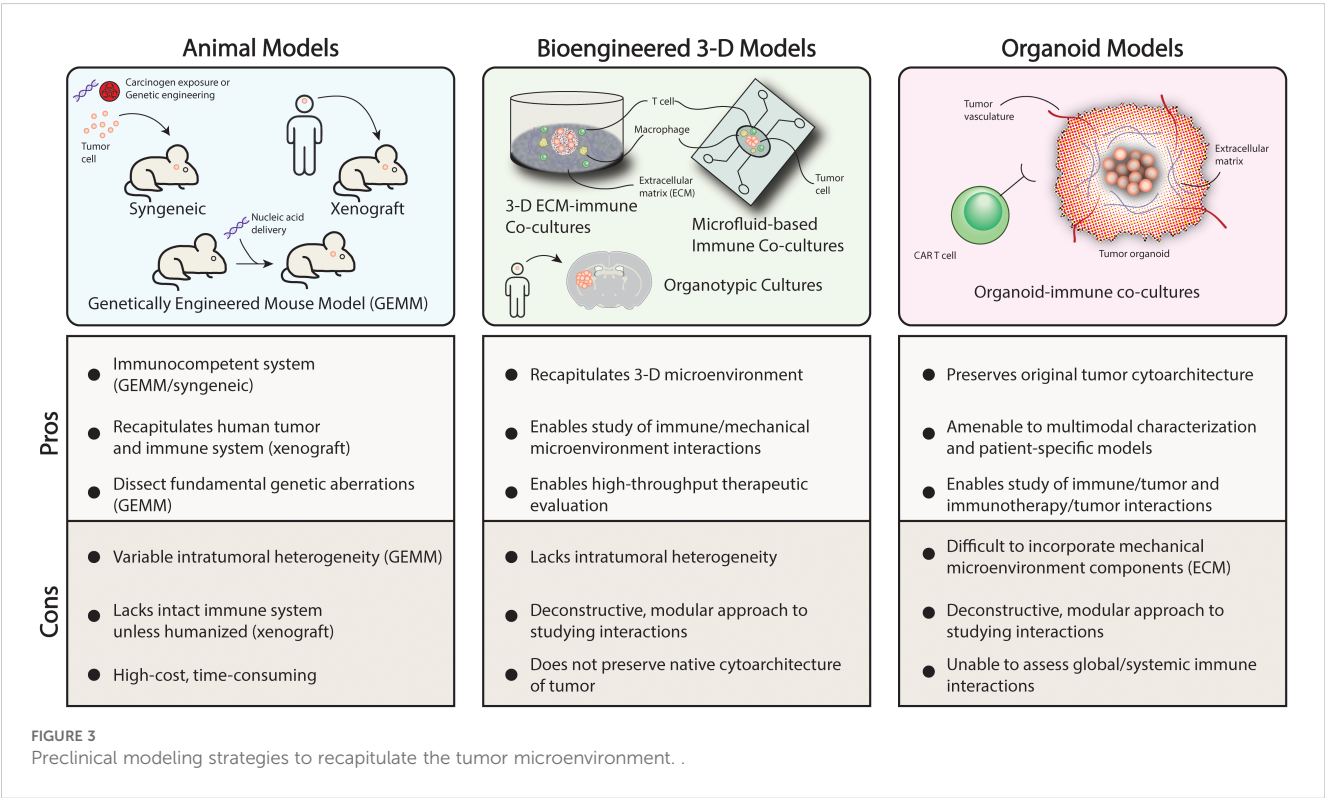 Animal Models
Carcinogen exposure or
Genetic engineering
Tumor
cell
Syngeneic
Xenograft
Nucleic acid
delivery
Genetically Engineered Mouse Model (GEMM)
Bioengineered 3-D Models
T cell
Macrophage
Extracellular
matrix (ECM)
Tumor
cell
3-D ECM-immune
Co-cultures
Microfluid-based
Immune Co-cultures
Organotypic Cultures
Organoid Models
Tumor
vasculature
Extracellular
matrix
CAR T cell
Tumor organoid
Organoid-immune co-cultures
Pros
● Immunocompetent system
(GEMM/syngeneic)
● Recapitulates human tumor
and immune system (xenograft)
● Dissect fundamental genetic aberrations
(GEMM)
● Recapitulates 3-D microenvironment
● Enables study of immune/mechanical
microenvironment interactions
● Enables high-throughput therapeutic
evaluation
● Preserves original tumor cytoarchitecture
● Amenable to multimodal characterization
and patient-specific models
● Enables study of immune/tumor and
immunotherapy/tumor interactions
Cons
● Variable intratumoral heterogeneity (GEMM)
● Lacks intact immune system
unless humanized (xenograft)
● High-cost, time-consuming
● Lacks intratumoral heterogeneity
● Deconstructive, modular approach to
studying interactions
● Does not preserve native cytoarchitecture
of tumor
● Difficult to incorporate mechanical
microenvironment components (ECM)
● Deconstructive, modular approach to
studying interactions
● Unable to assess global/systemic immune
interactions
FIGURE 3
Preclinical modeling strategies to recapitulate the tumor microenvironment. .